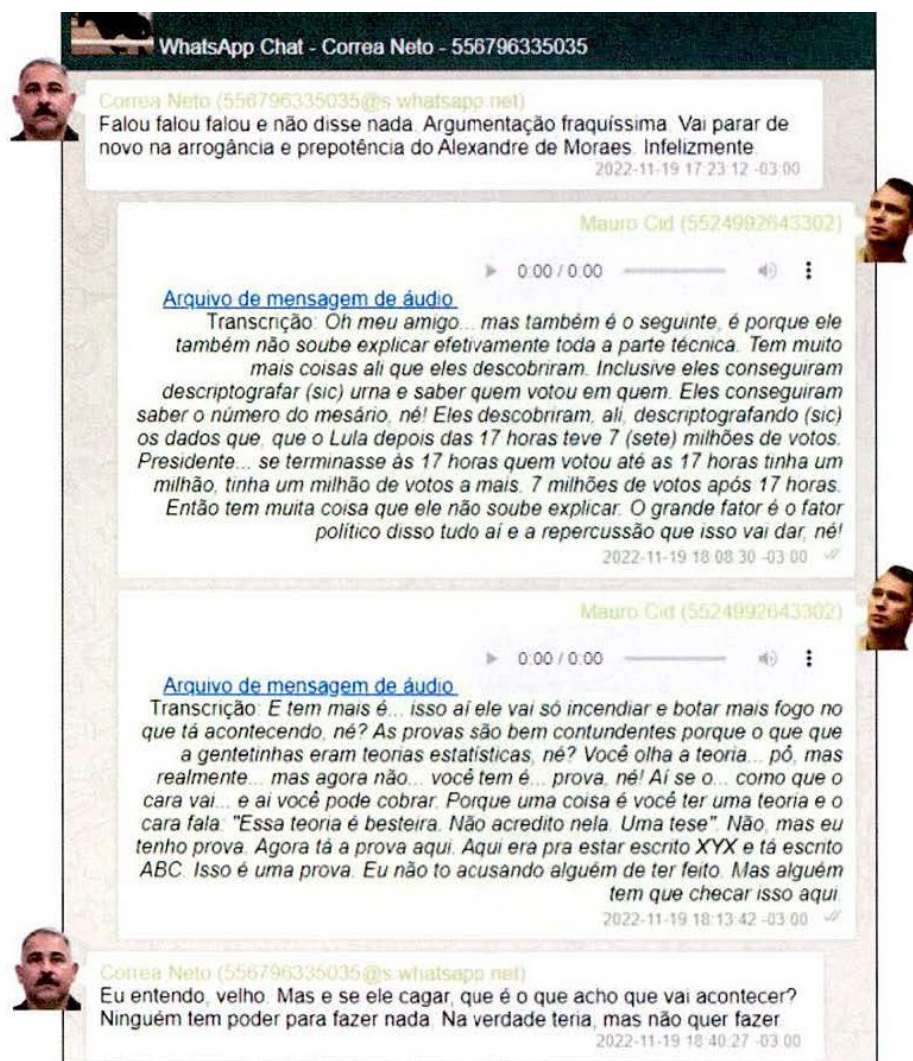 WhatsApp Chat - Correa Neto - 556796335035
Correa Neto (556796335035@s.whatsapp.net)
Falou falou falou e não disse nada. Argumentação fraquíssima. Vai parar de
novo na arrogância e prepotência do Alexandre de Moraes. Infelizmente.
2022-11-19 17:23:12 -03:00
Mauro Cid (5524992643302)
0:00 / 0:00
Arquivo de mensagem de áudio
Transcrição: Oh meu amigo... mas também é o seguinte, é porque ele
também não soube explicar efetivamente toda a parte técnica. Tem muito
mais coisas ali que eles descobriram. Inclusive eles conseguiram
descriptografar (sic) urna e saber quem votou em quem. Eles conseguiram
saber o número do mesário, né! Eles descobriram, ali, descriptografando (sic)
os dados que, que o Lula depois das 17 horas teve 7 (sete) milhões de votos.
Presidente... se terminasse às 17 horas quem votou até as 17 horas tinha um
milhão, tinha um milhão de votos a mais. 7 milhões de votos após 17 horas.
Então tem muita coisa que ele não soube explicar. O grande fator é o fator
político disso tudo aí e a repercussão que isso vai dar, né!
2022-11-19 18:08:30 -03:00
Mauro Cid (5524992643302)
0:00 / 0:00
Arquivo de mensagem de áudio
Transcrição: E tem mais é... isso aí ele vai só incendiar e botar mais fogo no
que tá acontecendo, né? As provas são bem contundentes porque o que que
a gentetinhas eram teorias estatísticas, né? Você olha a teoria... pô, mas
realmente... mas agora não... você tem é... prova, né! Aí se o... como que o
cara vai... e ai você pode cobrar. Porque uma coisa é você ter uma teoria e o
cara fala: "Essa teoria é besteira. Não acredito nela. Uma tese". Não, mas eu
tenho prova. Agora tá a prova aqui. Aqui era pra estar escrito XYX e tá escrito
ABC. Isso é uma prova. Eu não to acusando alguém de ter feito. Mas alguém
tem que checar isso aqui.
2022-11-19 18:13:42 -03:00
Correa Neto (556796335035@s.whatsapp.net)
Eu entendo, velho. Mas e se ele cagar, que é o que acho que vai acontecer?
Ninguém tem poder para fazer nada. Na verdade teria, mas não quer fazer.
2022-11-19 18:40:27 -03:00